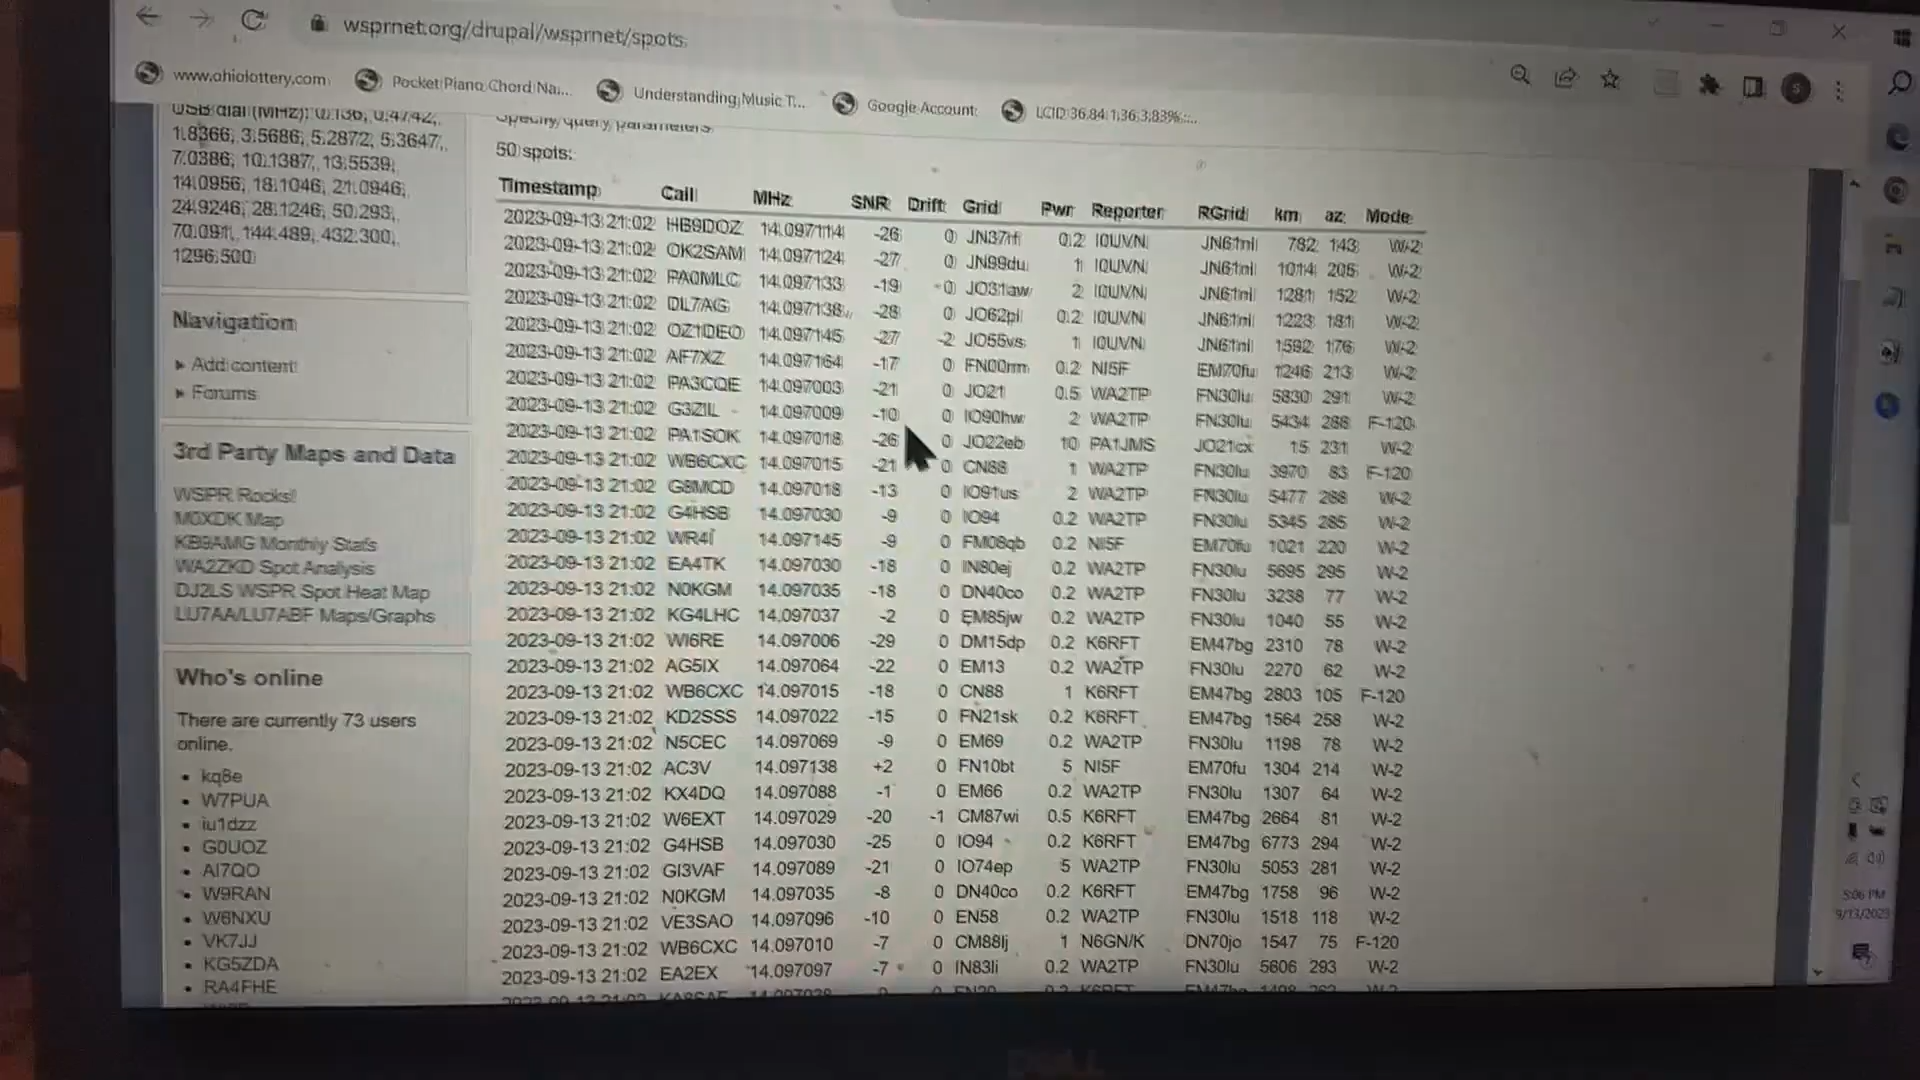 wsprnet.org/drupal/wsprnet/spots
www.ohiolottery.com
Pocket Piano Chord Na...
Understanding Music T...
Google Account
LCID 36.84 1.36 3.83% :...
USB dial (MHz): 0.136, 0.4742,
1.8366, 3.5686, 5.2872, 5.3647,
7.0386, 10.1387, 13.5539,
14.0956, 18.1046, 21.0946,
24.9246, 28.1246, 50.293,
70.091, 144.489, 432.300,
1296.500
Navigation
Add content
Forums
3rd Party Maps and Data
WSPR Rocks!
M0XDK Map
KB9AMG Monthly Stats
WA2ZKD Spot Analysis
DJ2LS WSPR Spot Heat Map
LU7AA/LU7ABF Maps/Graphs
Who's online
There are currently 73 users
online.
kq8e
W7PUA
iu1dzz
G0UOZ
AI7QO
W9RAN
W6NXU
VK7JJ
KG5ZDA
RA4FHE
Specify query parameters
50 spots:
Timestamp Call MHz SNR Drift Grid Pwr Reporter RGrid km az Mode
2023-09-13 21:02 HB9DOZ 14.097114 -26 0 JN37rf 0.2 I0UVN JN61nl 782 143 W-2
2023-09-13 21:02 OK2SAM 14.097124 -27 0 JN99du 1 I0UVN JN61nl 1014 205 W-2
2023-09-13 21:02 PA0MLC 14.097133 -19 0 JO31aw 2 I0UVN JN61nl 1281 152 W-2
2023-09-13 21:02 DL7AG 14.097138 -28 0 JO62pl 0.2 I0UVN JN61nl 1223 181 W-2
2023-09-13 21:02 OZ1DEO 14.097145 -27 -2 JO55vs 1 I0UVN JN61nl 1592 176 W-2
2023-09-13 21:02 AF7XZ 14.097164 -17 0 FN00rm 0.2 NI5F EM70fu 1246 213 W-2
2023-09-13 21:02 PA3CQE 14.097003 -21 0 JO21 0.5 WA2TP FN30lu 5830 291 W-2
2023-09-13 21:02 G3ZIL 14.097009 -10 0 IO90hw 2 WA2TP FN30lu 5434 288 F-120
2023-09-13 21:02 PA1SOK 14.097018 -26 0 JO22eb 10 PA1JMS JO21cx 15 231 W-2
2023-09-13 21:02 WB6CXC 14.097015 -21 0 CN88 1 WA2TP FN30lu 3970 83 F-120
2023-09-13 21:02 G8MCD 14.097018 -13 0 IO91us 2 WA2TP FN30lu 5477 288 W-2
2023-09-13 21:02 G4HSB 14.097030 -9 0 IO94 0.2 WA2TP FN30lu 5345 285 W-2
2023-09-13 21:02 WR4I 14.097145 -9 0 FM08qb 0.2 NI5F EM70fu 1021 220 W-2
2023-09-13 21:02 EA4TK 14.097030 -18 0 IN80ej 0.2 WA2TP FN30lu 5695 295 W-2
2023-09-13 21:02 N0KGM 14.097035 -18 0 DN40co 0.2 WA2TP FN30lu 3238 77 W-2
2023-09-13 21:02 KG4LHC 14.097037 -2 0 EM85jw 0.2 WA2TP FN30lu 1040 55 W-2
2023-09-13 21:02 WI6RE 14.097006 -29 0 DM15dp 0.2 K6RFT EM47bg 2310 78 W-2
2023-09-13 21:02 AG5IX 14.097064 -22 0 EM13 0.2 WA2TP FN30lu 2270 62 W-2
2023-09-13 21:02 WB6CXC 14.097015 -18 0 CN88 1 K6RFT EM47bg 2803 105 F-120
2023-09-13 21:02 KD2SSS 14.097022 -15 0 FN21sk 0.2 K6RFT EM47bg 1564 258 W-2
2023-09-13 21:02 N5CEC 14.097069 -9 0 EM69 0.2 WA2TP FN30lu 1198 78 W-2
2023-09-13 21:02 AC3V 14.097138 +2 0 FN10bt 5 NI5F EM70fu 1304 214 W-2
2023-09-13 21:02 KX4DQ 14.097088 -1 0 EM66 0.2 WA2TP FN30lu 1307 64 W-2
2023-09-13 21:02 W6EXT 14.097029 -20 -1 CM87wi 0.5 K6RFT EM47bg 2664 81 W-2
2023-09-13 21:02 G4HSB 14.097030 -25 0 IO94 0.2 K6RFT EM47bg 6773 294 W-2
2023-09-13 21:02 GI3VAF 14.097089 -21 0 IO74ep 5 WA2TP FN30lu 5053 281 W-2
2023-09-13 21:02 N0KGM 14.097035 -8 0 DN40co 0.2 K6RFT EM47bg 1758 96 W-2
2023-09-13 21:02 VE3SAO 14.097096 -10 0 EN58 0.2 WA2TP FN30lu 1518 118 W-2
2023-09-13 21:02 WB6CXC 14.097010 -7 0 CM88lj 1 N6GN/K DN70jo 1547 75 F-120
2023-09-13 21:02 EA2EX 14.097097 -7 0 IN83li 0.2 WA2TP FN30lu 5606 293 W-2
5:06 PM
9/13/2023